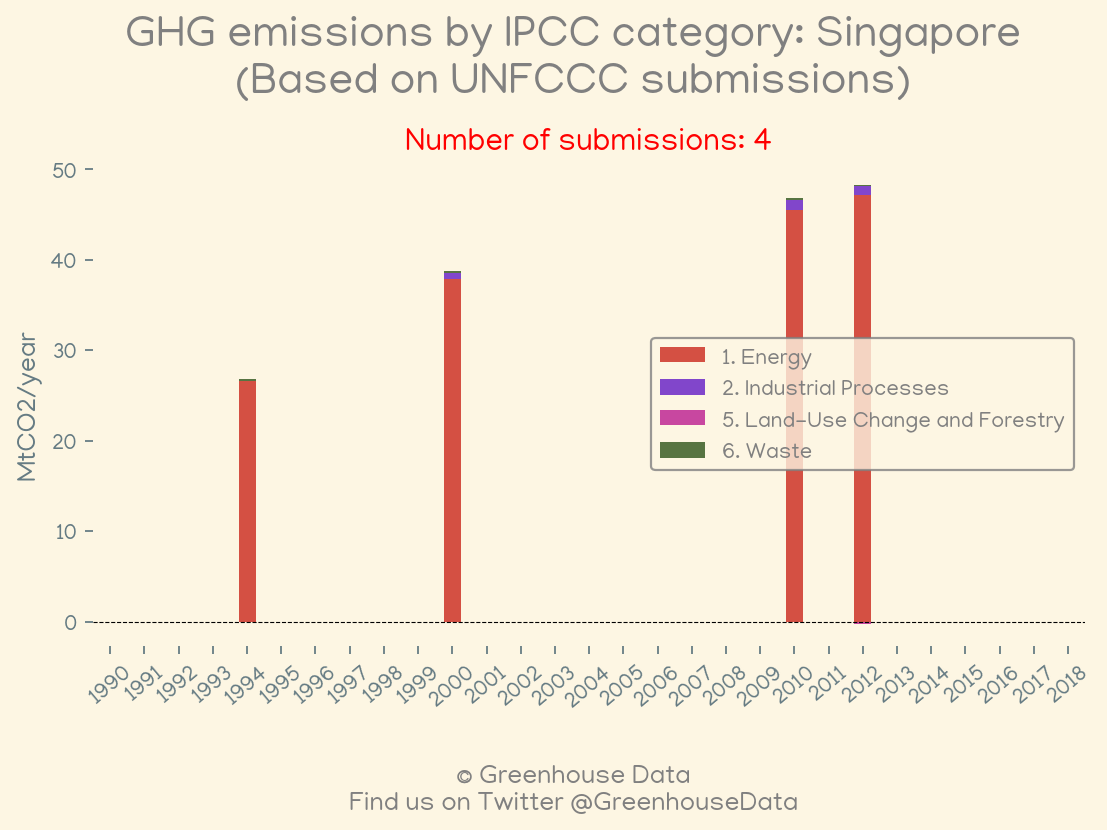 GHG emissions by IPCC category: Singapore
(Based on UNFCCC submissions)
Number of submissions: 4
50
40
30
20
10
0
MtCO2/year
1. Energy
2. Industrial Processes
5. Land-Use Change and Forestry
6. Waste
1990 1991 1992 1993 1994 1995 1996 1997 1998 1999 2000 2001 2002 2003 2004 2005 2006 2007 2008 2009 2010 2011 2012 2013 2014 2015 2016 2017 2018
© Greenhouse Data
Find us on Twitter @GreenhouseData